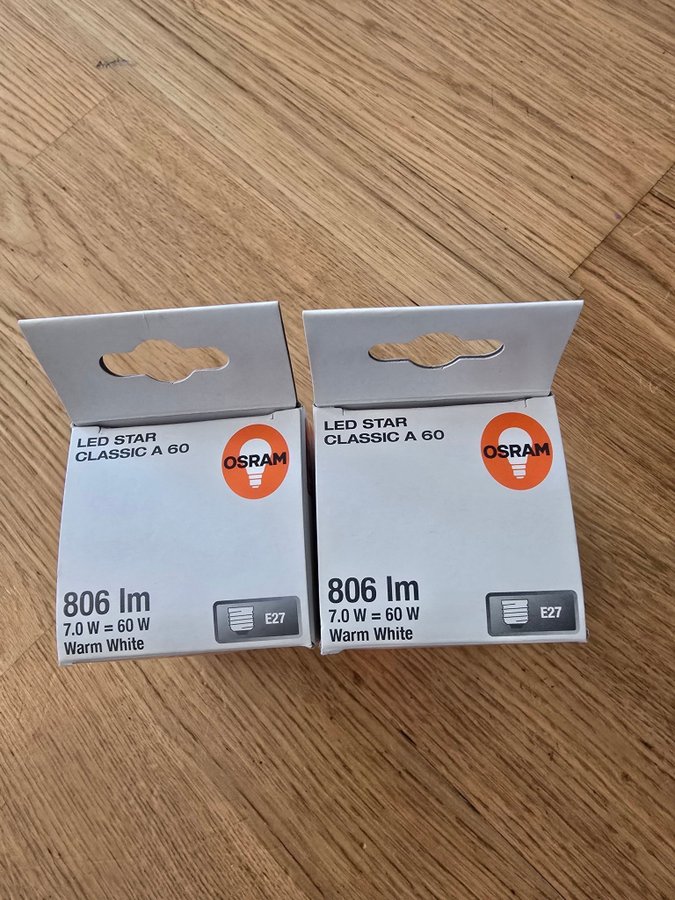 LED STAR
CLASSIC A 60
OSRAM
806 lm
7.0 W = 60 W
Warm White
E27
LED STAR
CLASSIC A 60
OSRAM
806 lm
7.0 W = 60 W
Warm White
E27